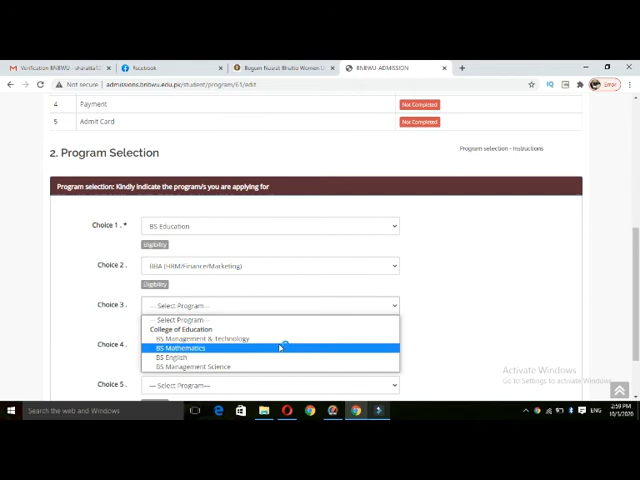 Verification BNBWU - sharatta1
Facebook
Begum Nusrat Bhutto Women U
BNBWU-ADMISSION
Not secure | admissions.bnbwu.edu.pk/student/program/61/edit
Error
4 Payment Not Completed
5 Admit Card Not Completed
2. Program Selection
Program selection - Instructions
Program selection: Kindly indicate the program/s you are applying for
Choice 1 . * BS Education
Eligibility
Choice 2 . BBA (HRM/Finance/Marketing)
Eligibility
Choice 3 . --- Select Program---
--- Select Program---
College of Education
BS Management & Technology
Choice 4 . BS Mathematics
BS English
BS Management Science
Choice 5 . --- Select Program---
Activate Windows
Go to Settings to activate Windows.
Search the web and Windows
ENG
2:59 PM
10/3/2020